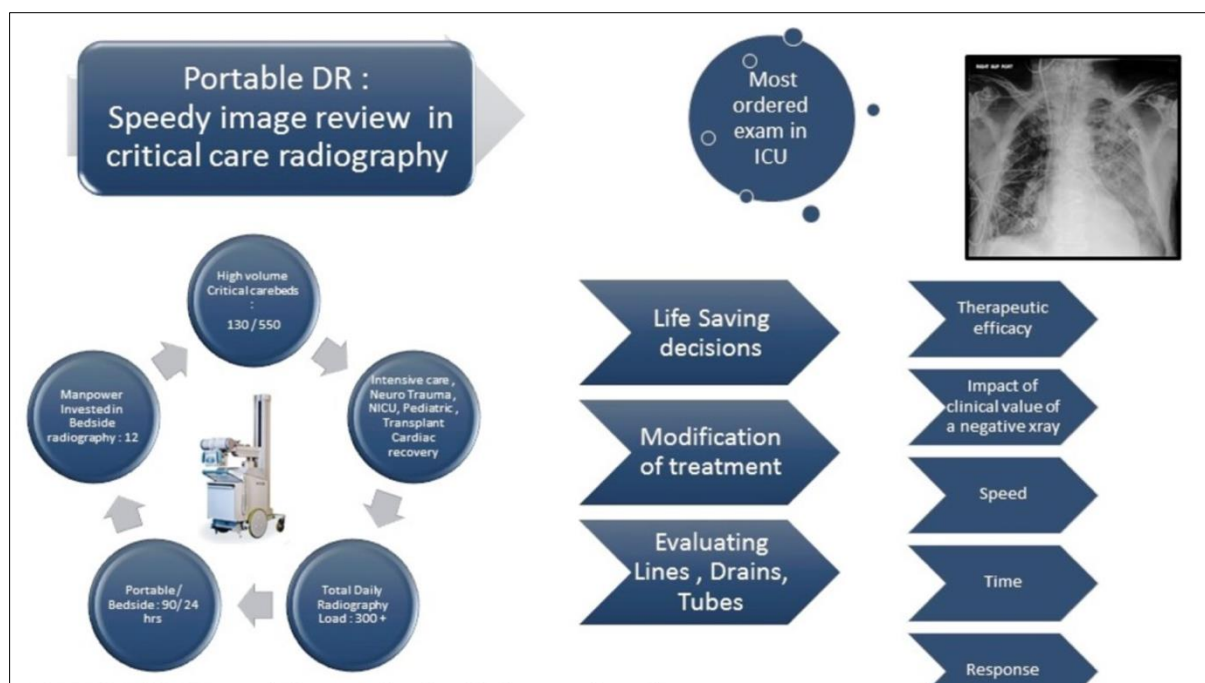 Portable DR :
Speedy image review in
critical care radiography
Most
ordered
exam in
ICU
RIGHT AUP PORT
High volume
Critical carebeds
:
130 / 550
Intensive care ,
Neuro Trauma ,
NICU, Pediatric ,
Transplant
Cardiac
recovery
Total Daily
Radiography
Load : 300 +
Portable /
Bedside : 90/ 24
hrs
Manpower
Invested in
Bedside
radiography : 12
Life Saving
decisions
Modification
of treatment
Evaluating
Lines , Drains,
Tubes
Therapeutic
efficacy
Impact of
clinical value of
a negative xray
Speed
Time
Response